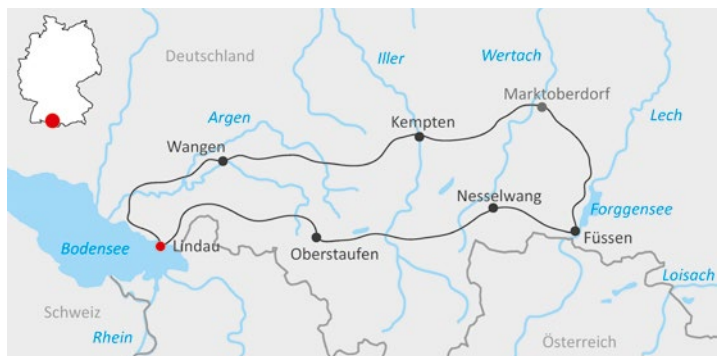 Deutschland
Iller
Wertach
Marktoberdorf
Lech
Argen
Kempten
Wangen
Nesselwang
Forggensee
Füssen
Bodensee
Lindau
Oberstaufen
Loisach
Schweiz
Rhein
Österreich